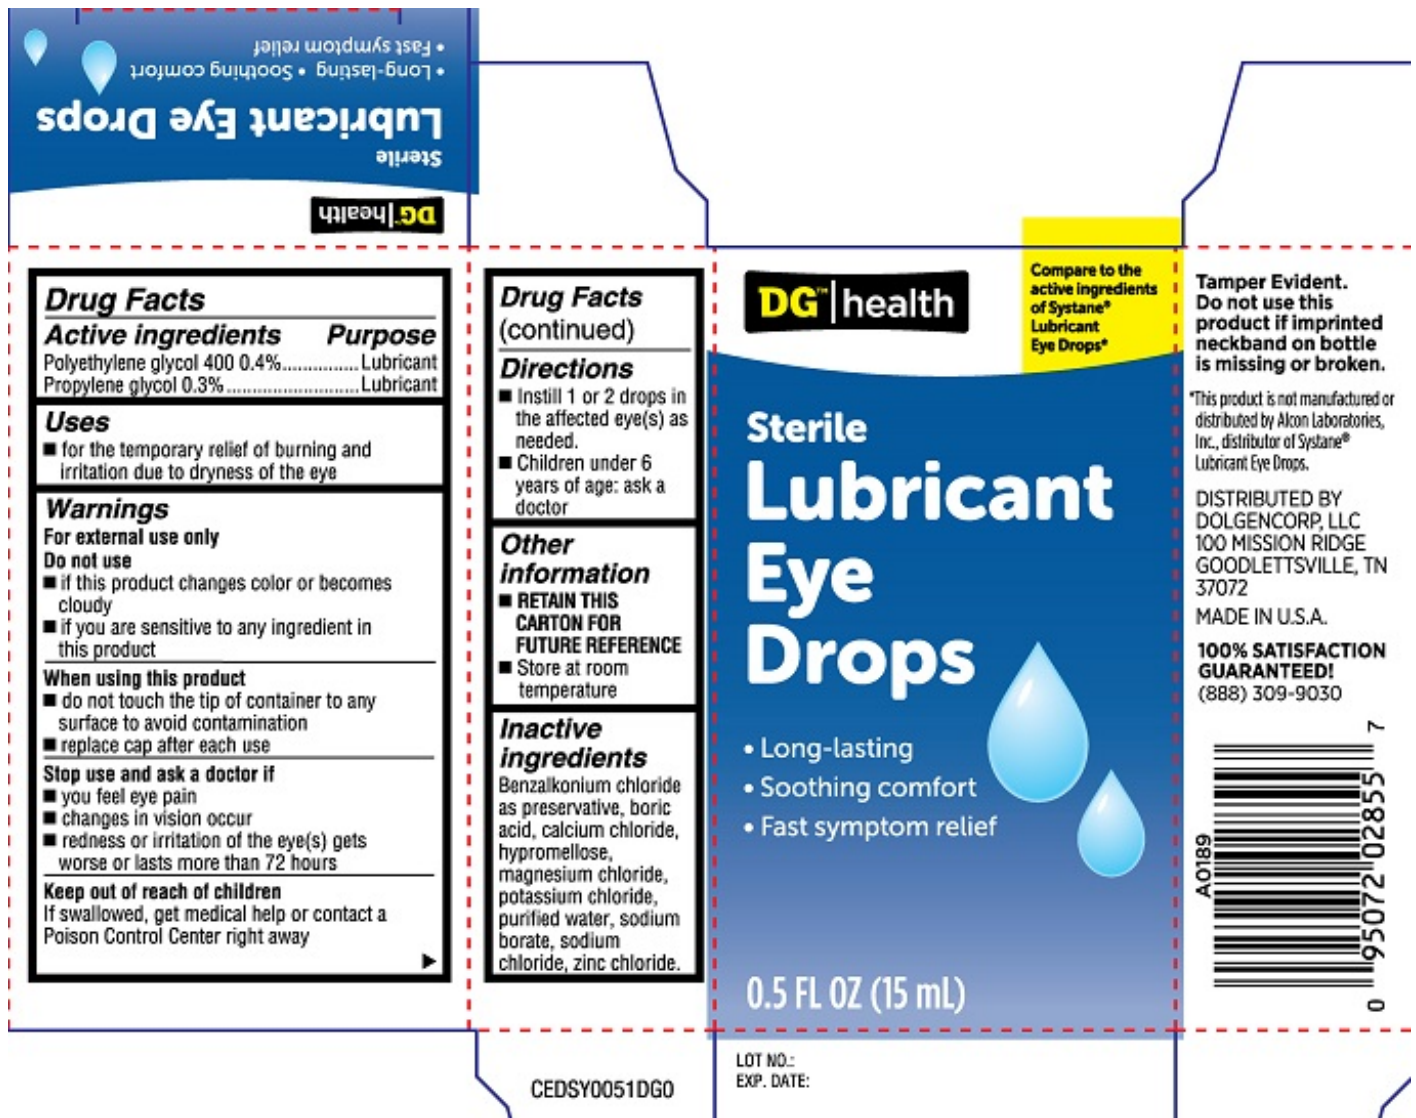 • Fast symptom relief
• Long-lasting • Soothing comfort
Lubricant Eye Drops
Sterile
DG™|health
Drug Facts
Active ingredients Purpose
Polyethylene glycol 400 0.4%................Lubricant
Propylene glycol 0.3%............................Lubricant
Uses
■ for the temporary relief of burning and
irritation due to dryness of the eye
Warnings
For external use only
Do not use
■ if this product changes color or becomes
cloudy
■ if you are sensitive to any ingredient in
this product
When using this product
■ do not touch the tip of container to any
surface to avoid contamination
■ replace cap after each use
Stop use and ask a doctor if
■ you feel eye pain
■ changes in vision occur
■ redness or irritation of the eye(s) gets
worse or lasts more than 72 hours
Keep out of reach of children
If swallowed, get medical help or contact a
Poison Control Center right away
Drug Facts
(continued)
Directions
■ Instill 1 or 2 drops in
the affected eye(s) as
needed.
■ Children under 6
years of age: ask a
doctor
Other
information
■ RETAIN THIS
CARTON FOR
FUTURE REFERENCE
■ Store at room
temperature
Inactive
ingredients
Benzalkonium chloride
as preservative, boric
acid, calcium chloride,
hypromellose,
magnesium chloride,
potassium chloride,
purified water, sodium
borate, sodium
chloride, zinc chloride.
CEDSY0051DG0
DG™|health
Compare to the
active ingredients
of Systane®
Lubricant
Eye Drops*
Sterile
Lubricant
Eye
Drops
• Long-lasting
• Soothing comfort
• Fast symptom relief
0.5 FL OZ (15 mL)
LOT NO.:
EXP. DATE:
Tamper Evident.
Do not use this
product if imprinted
neckband on bottle
is missing or broken.
*This product is not manufactured or
distributed by Alcon Laboratories,
Inc., distributor of Systane®
Lubricant Eye Drops.
DISTRIBUTED BY
DOLGENCORP, LLC
100 MISSION RIDGE
GOODLETTSVILLE, TN
37072
MADE IN U.S.A.
100% SATISFACTION
GUARANTEED!
(888) 309-9030
A0189
0 95072 02855 7